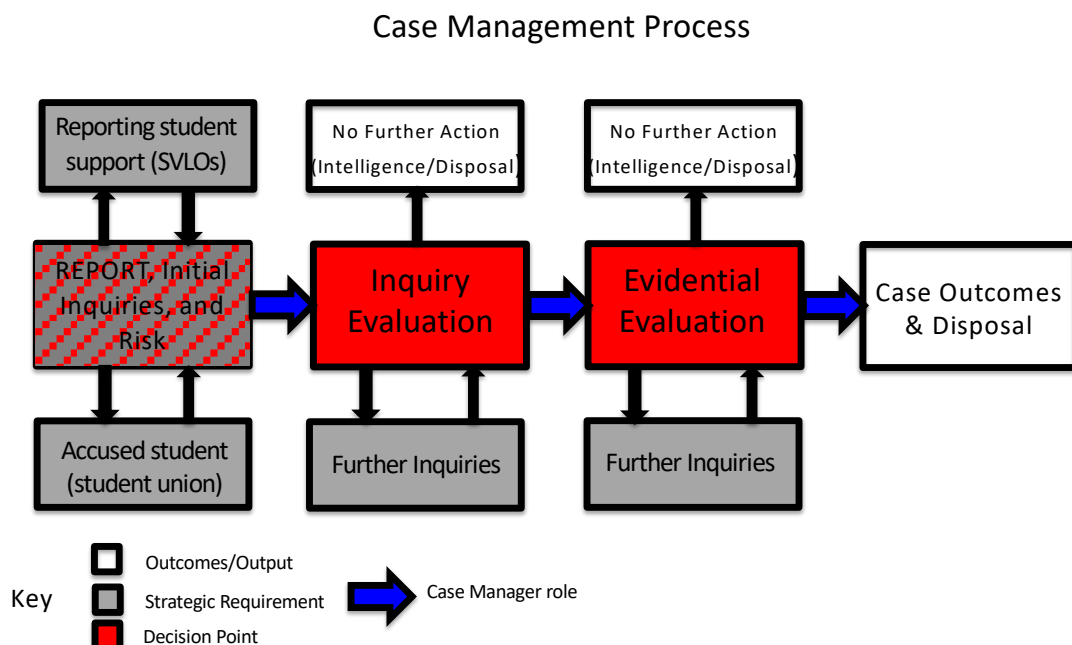 Case Management Process
Reporting student
support (SVLOs)
No Further Action
(Intelligence/Disposal)
No Further Action
(Intelligence/Disposal)
REPORT, Initial
Inquiries, and
Risk
Inquiry
Evaluation
Evidential
Evaluation
Case Outcomes
& Disposal
Accused student
(student union)
Further Inquiries
Further Inquiries
Key
Outcomes/Output
Strategic Requirement
Decision Point
Case Manager role